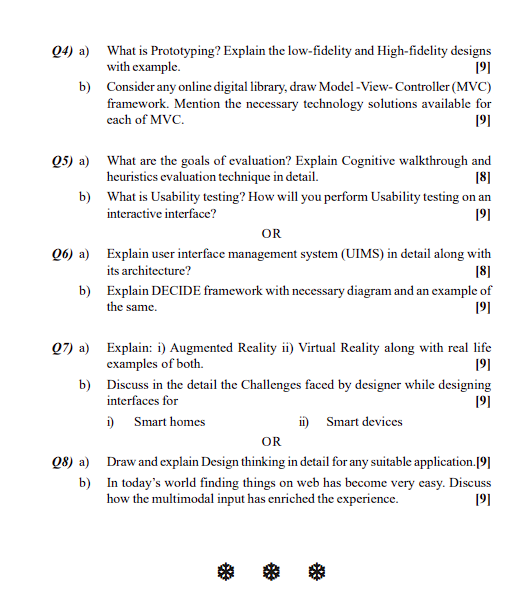 Q4) a) What is Prototyping? Explain the low-fidelity and High-fidelity designs
with example. [9]
b) Consider any online digital library, draw Model -View- Controller (MVC)
framework. Mention the necessary technology solutions available for
each of MVC. [9]
Q5) a) What are the goals of evaluation? Explain Cognitive walkthrough and
heuristics evaluation technique in detail. [8]
b) What is Usability testing? How will you perform Usability testing on an
interactive interface? [9]
OR
Q6) a) Explain user interface management system (UIMS) in detail along with
its architecture? [8]
b) Explain DECIDE framework with necessary diagram and an example of
the same. [9]
Q7) a) Explain: i) Augmented Reality ii) Virtual Reality along with real life
examples of both. [9]
b) Discuss in the detail the Challenges faced by designer while designing
interfaces for [9]
i) Smart homes ii) Smart devices
OR
Q8) a) Draw and explain Design thinking in detail for any suitable application.[9]
b) In today's world finding things on web has become very easy. Discuss
how the multimodal input has enriched the experience. [9]